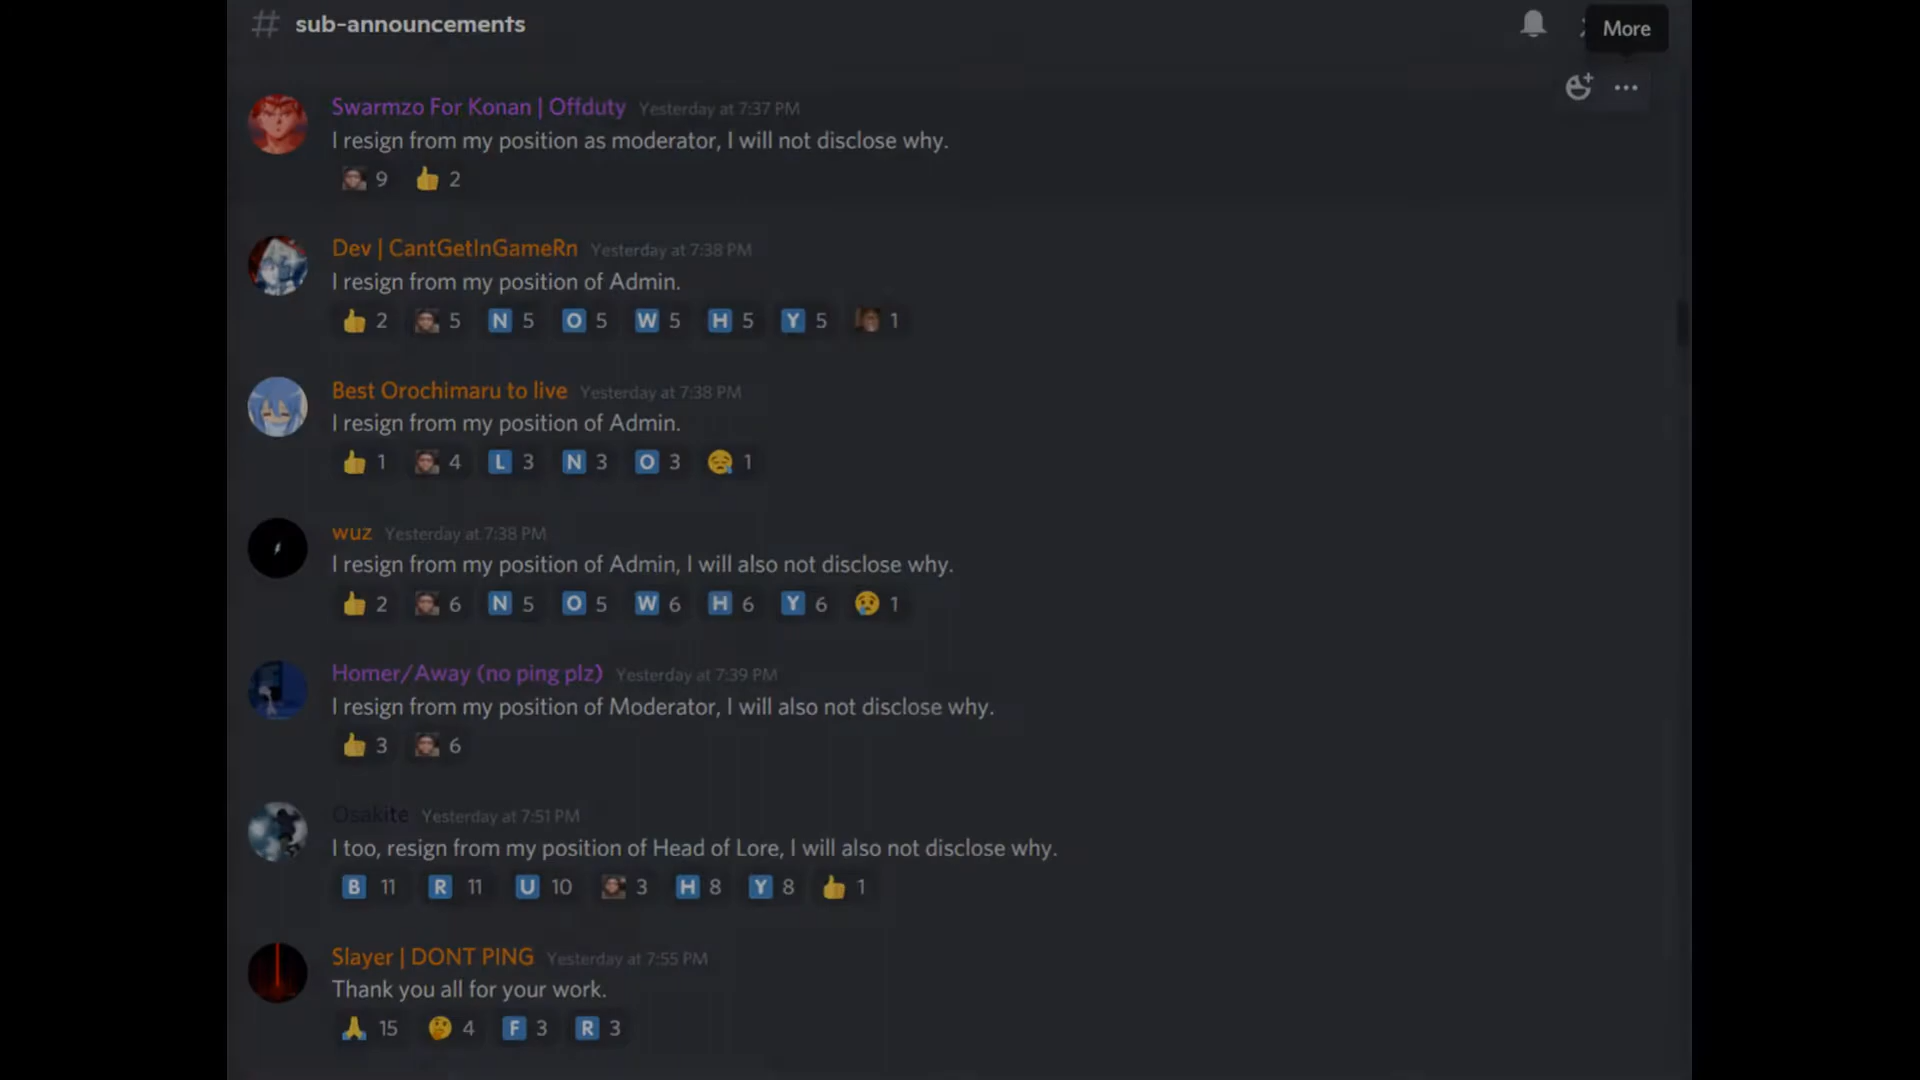 # sub-announcements
More
Swarmzo For Konan | Offduty Yesterday at 7:37 PM
I resign from my position as moderator, I will not disclose why.
9 2
Dev | CantGetInGameRn Yesterday at 7:38 PM
I resign from my position of Admin.
2 5 N 5 O 5 W 5 H 5 Y 5 1
Best Orochimaru to live Yesterday at 7:38 PM
I resign from my position of Admin.
1 4 L 3 N 3 O 3 1
wuz Yesterday at 7:38 PM
I resign from my position of Admin, I will also not disclose why.
2 6 N 5 O 5 W 6 H 6 Y 6 1
Homer/Away (no ping plz) Yesterday at 7:39 PM
I resign from my position of Moderator, I will also not disclose why.
3 6
Osakite Yesterday at 7:51 PM
I too, resign from my position of Head of Lore, I will also not disclose why.
B 11 R 11 U 10 3 H 8 Y 8 1
Slayer | DONT PING Yesterday at 7:55 PM
Thank you all for your work.
15 4 F 3 R 3